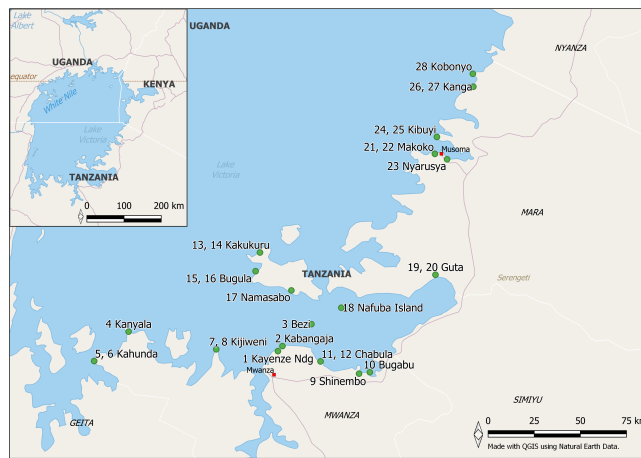 UGANDA
Lake
Albert
UGANDA
equator
KENYA
White Nile
Lake
Victoria
TANZANIA
0 100 200 km
NYANZA
28 Kobonyo
26, 27 Kanga
24, 25 Kibuyi
21, 22 Makoko
Musoma
23 Nyarusya
Lake
Victoria
MARA
13, 14 Kakukuru
15, 16 Bugula
TANZANIA
19, 20 Guta
Serengeti
17 Namasabo
18 Nafuba Island
3 Bezi
4 Kanyala
2 Kabangaja
7, 8 Kijiweni
5, 6 Kahunda
1 Kayenze Ndg
11, 12 Chabula
Mwanza
10 Bugabu
9 Shinembo
SIMIYU
GEITA
MWANZA
0 25 50 75 km
Made with QGIS using Natural Earth Data.